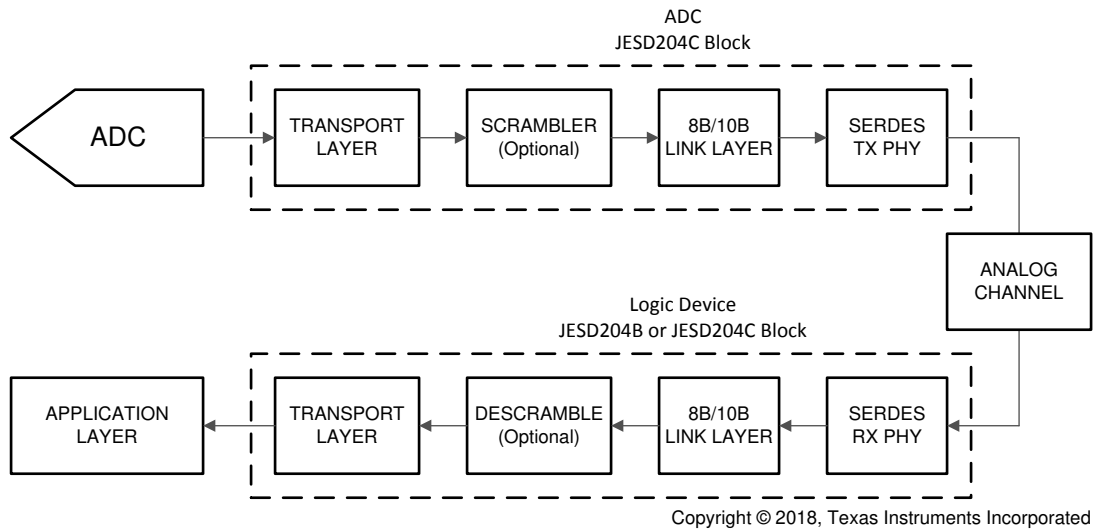 ADC
JESD204C Block
ADC
TRANSPORT
LAYER
SCRAMBLER
(Optional)
8B/10B
LINK LAYER
SERDES
TX PHY
ANALOG
CHANNEL
Logic Device
JESD204B or JESD204C Block
APPLICATION
LAYER
TRANSPORT
LAYER
DESCRAMBLE
(Optional)
8B/10B
LINK LAYER
SERDES
RX PHY
Copyright © 2018, Texas Instruments Incorporated